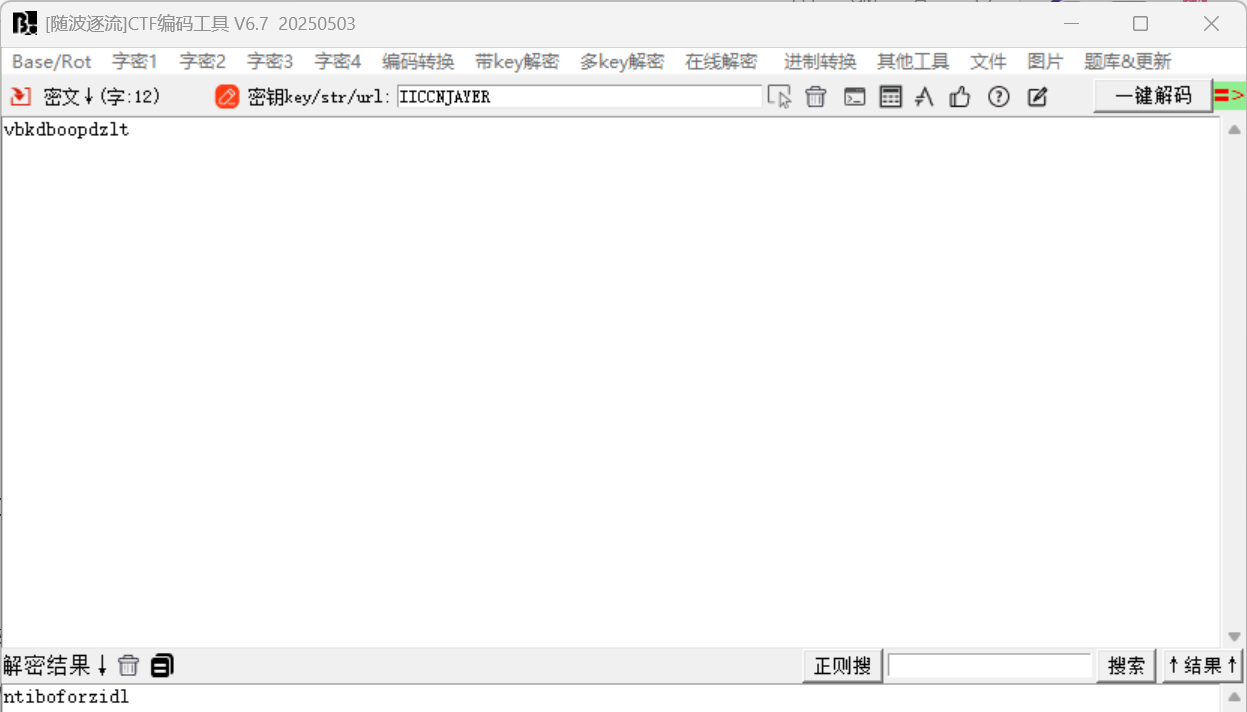 [随波逐流]CTF编码工具 V6.7 20250503
Base/Rot 字密1 字密2 字密3 字密4 编码转换 带key解密 多key解密 在线解密 进制转换 其他工具 文件 图片 题库&更新
密文↓(字:12) 密钥key/str/url: IICCNJAYER 一键解码 =>
vbkdboopdzlt
解密结果↓ 正则搜 搜索 ↑结果↑
ntiboforzidl